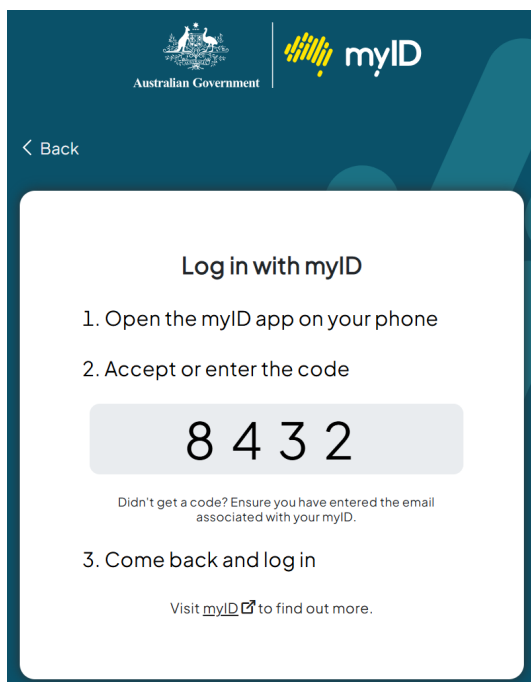 Australian Government
myID
Back
Log in with myID
1. Open the myID app on your phone
2. Accept or enter the code
8 4 3 2
Didn't get a code? Ensure you have entered the email
associated with your myID.
3. Come back and log in
Visit myID to find out more.